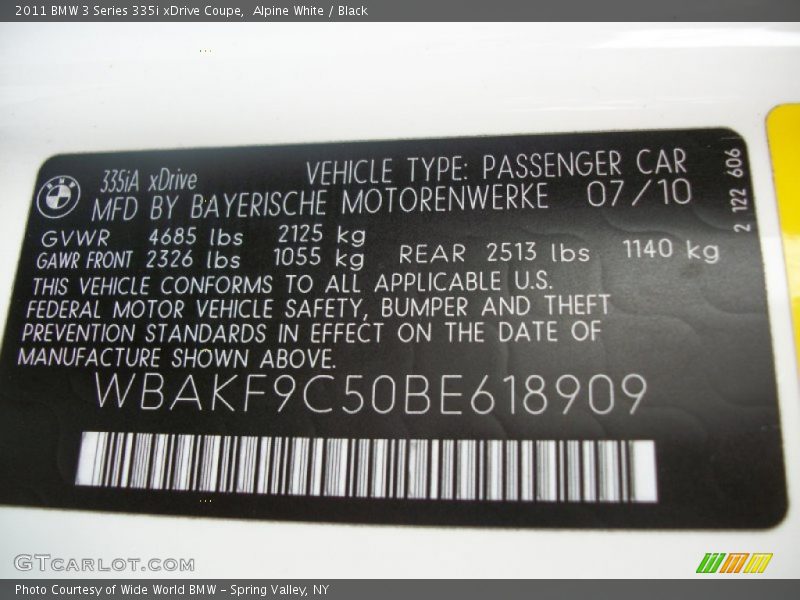 2011 BMW 3 Series 335i xDrive Coupe,  Alpine White / Black
335iA xDrive
VEHICLE TYPE: PASSENGER CAR
MFD BY BAYERISCHE MOTORENWERKE 07/10
GVWR 4685 lbs 2125 kg
GAWR FRONT 2326 lbs 1055 kg REAR 2513 lbs 1140 kg
THIS VEHICLE CONFORMS TO ALL APPLICABLE U.S.
FEDERAL MOTOR VEHICLE SAFETY, BUMPER AND THEFT
PREVENTION STANDARDS IN EFFECT ON THE DATE OF
MANUFACTURE SHOWN ABOVE.
WBAKF9C50BE618909
2 122 606
BMW
GTCARLOT.COM
Photo Courtesy of Wide World BMW - Spring Valley, NY